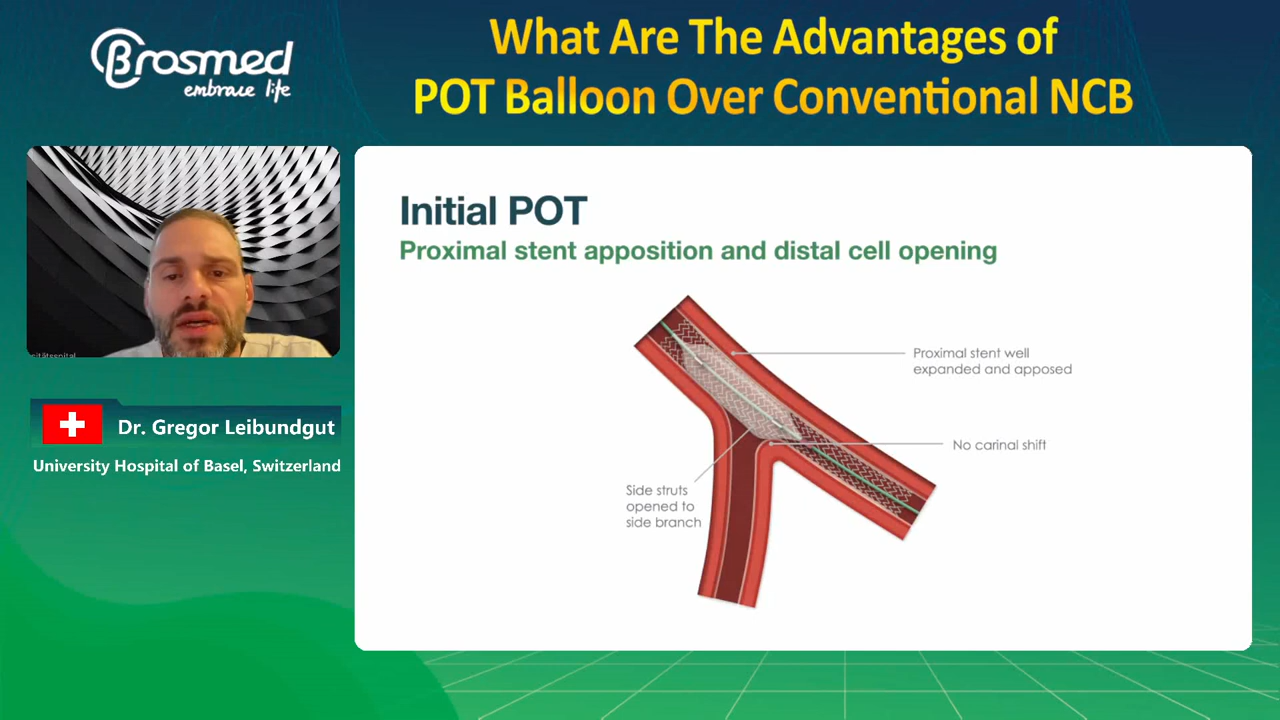 Brosmed
embrace life
What Are The Advantages of
POT Balloon Over Conventional NCB
Initial POT
Proximal stent apposition and distal cell opening
Proximal stent well
expanded and apposed
No carinal shift
Side struts
opened to
side branch
Dr. Gregor Leibundgut
University Hospital of Basel, Switzerland